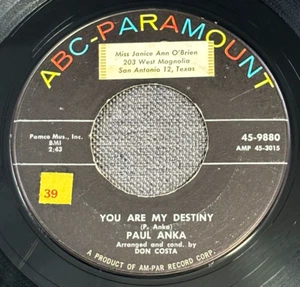 ABC-PARAMOUNT
Miss Janice Ann O'Brien
203 West Magnolia
San Antonio 12, Texas
Pamco Mus., Inc.
BMI
2:43
45-9880
AMP 45-3015
39
YOU ARE MY DESTINY
(P. Anka)
PAUL ANKA
Arranged and cond. by
DON COSTA
A PRODUCT OF AM-PAR RECORD CORP.